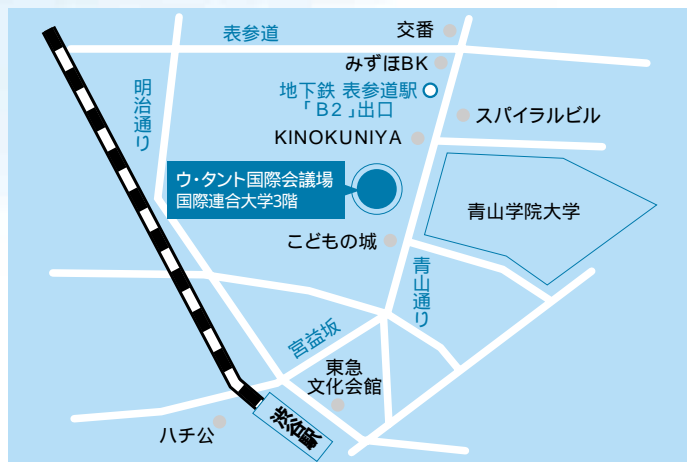 交番
表参道
みずほBK
地下鉄 表参道駅
「B2」出口
明治通り
スパイラルビル
KINOKUNIYA
ウ・タント国際会議場
国際連合大学3階
青山学院大学
こどもの城
青山通り
宮益坂
東急
文化会館
ハチ公
渋谷駅